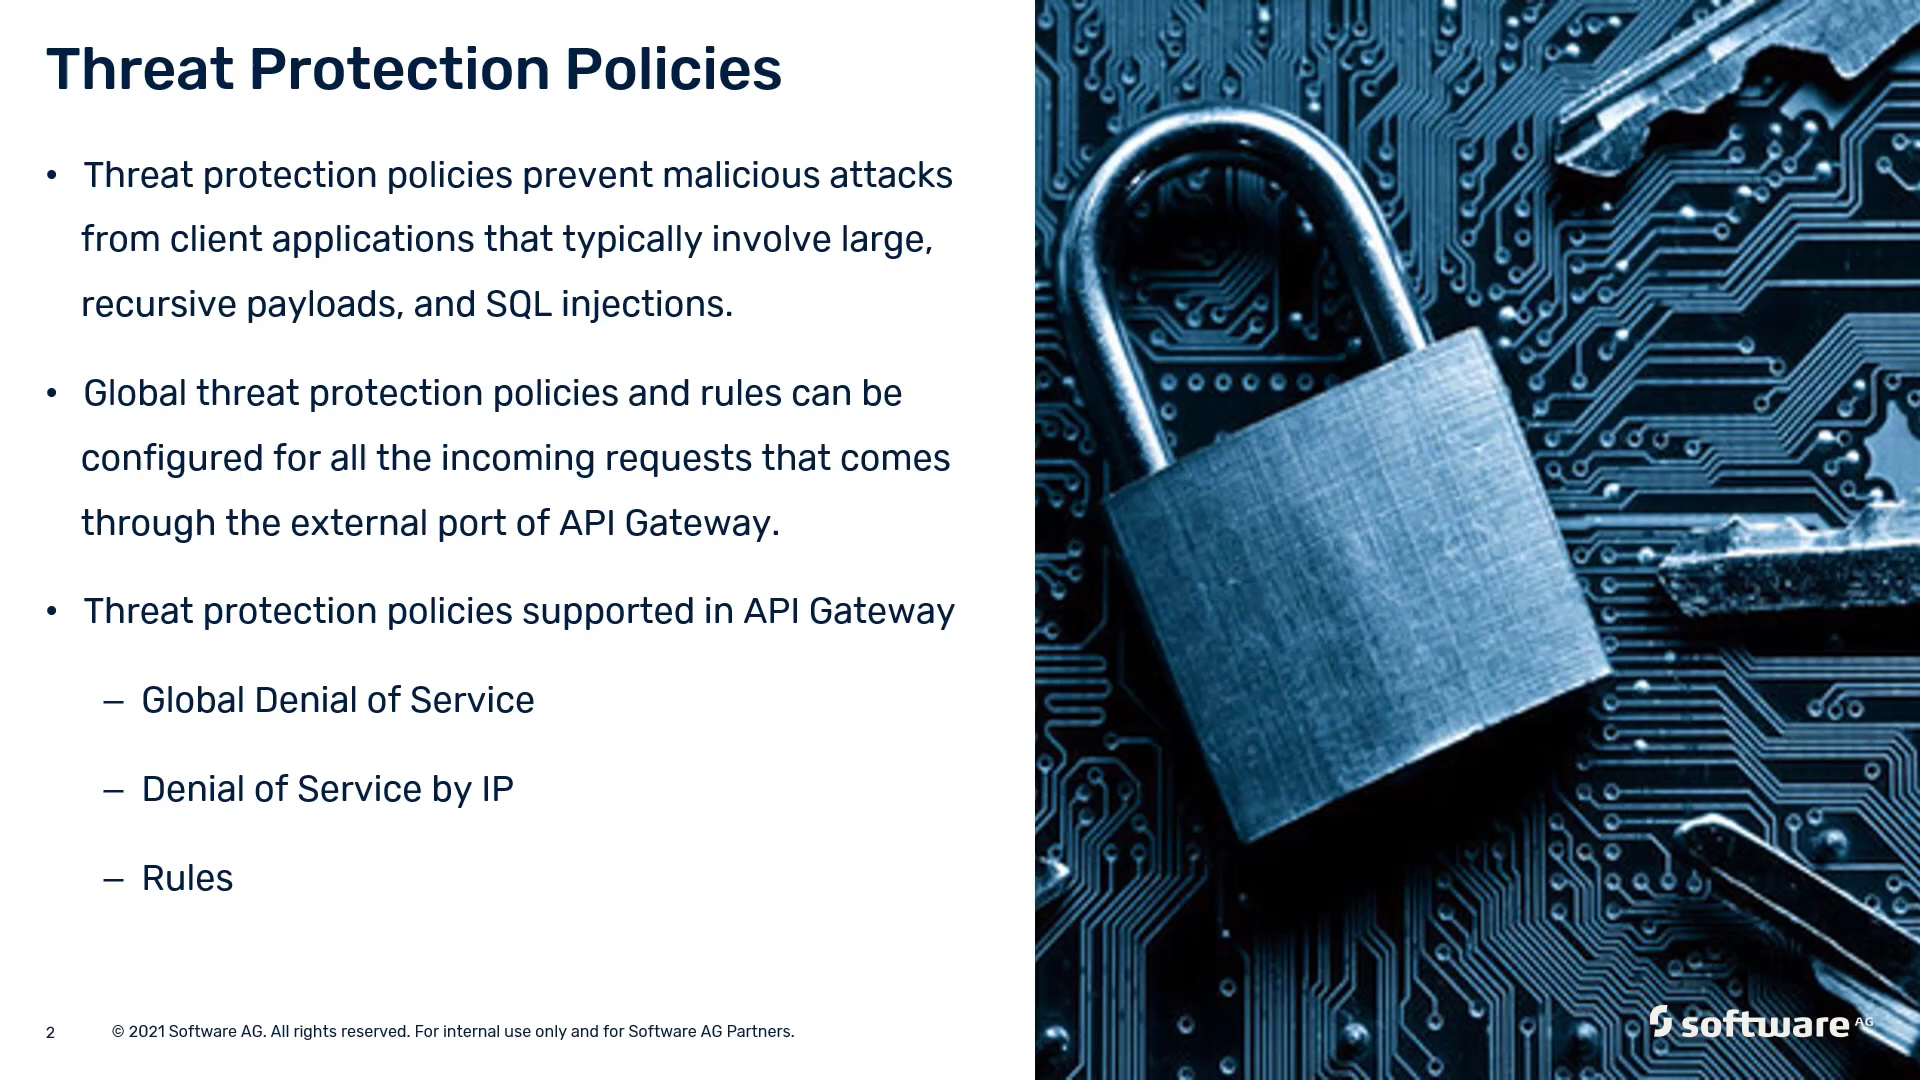 Threat Protection Policies
• Threat protection policies prevent malicious attacks
from client applications that typically involve large,
recursive payloads, and SQL injections.
• Global threat protection policies and rules can be
configured for all the incoming requests that comes
through the external port of API Gateway.
• Threat protection policies supported in API Gateway
– Global Denial of Service
– Denial of Service by IP
– Rules
2 © 2021 Software AG. All rights reserved. For internal use only and for Software AG Partners.
software AG